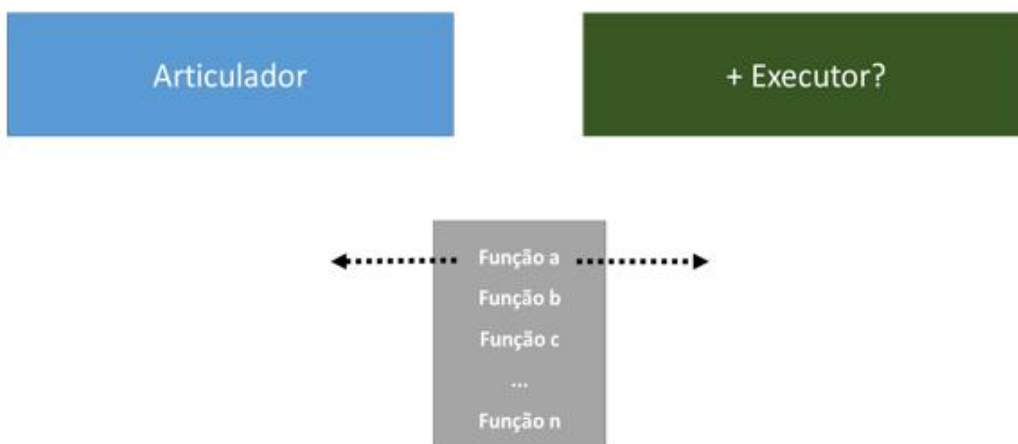 Articulador
+ Executor?
Função a
Função b
Função c
...
Função n